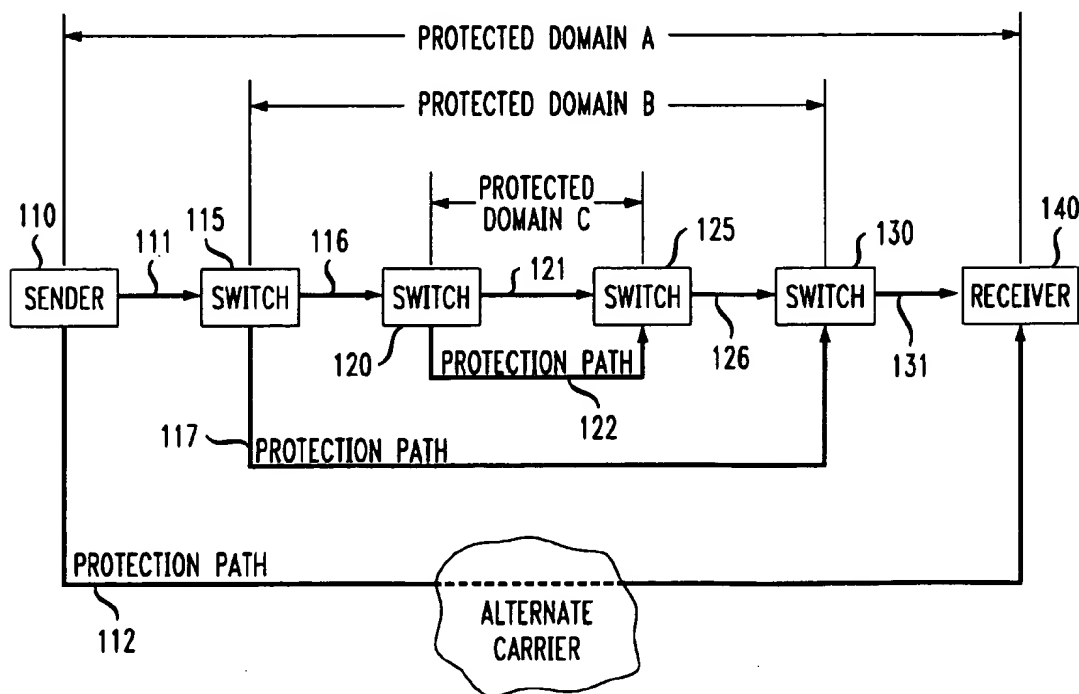 PROTECTED DOMAIN A
PROTECTED DOMAIN B
PROTECTED
DOMAIN C
110
111
115
116
121
125
130
140
SENDER
SWITCH
SWITCH
SWITCH
SWITCH
RECEIVER
120
PROTECTION PATH
122
126
131
117
PROTECTION PATH
PROTECTION PATH
112
ALTERNATE
CARRIER